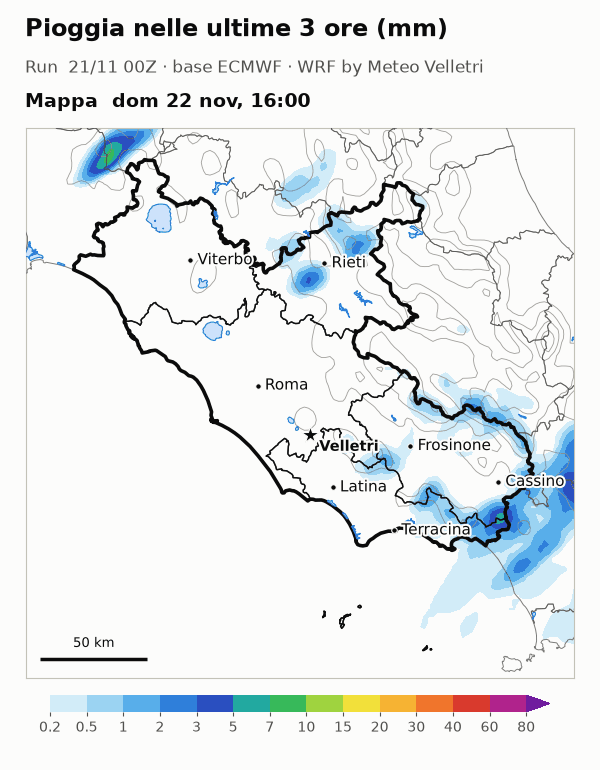 Pioggia nelle ultime 3 ore (mm)
Run 21/11 00Z · base ECMWF · WRF by Meteo Velletri
Mappa dom 22 nov, 16:00
Viterbo
Rieti
Roma
Velletri
Frosinone
Latina
Cassino
Terracina
50 km
0.2 0.5 1 2 3 5 7 10 15 20 30 40 60 80